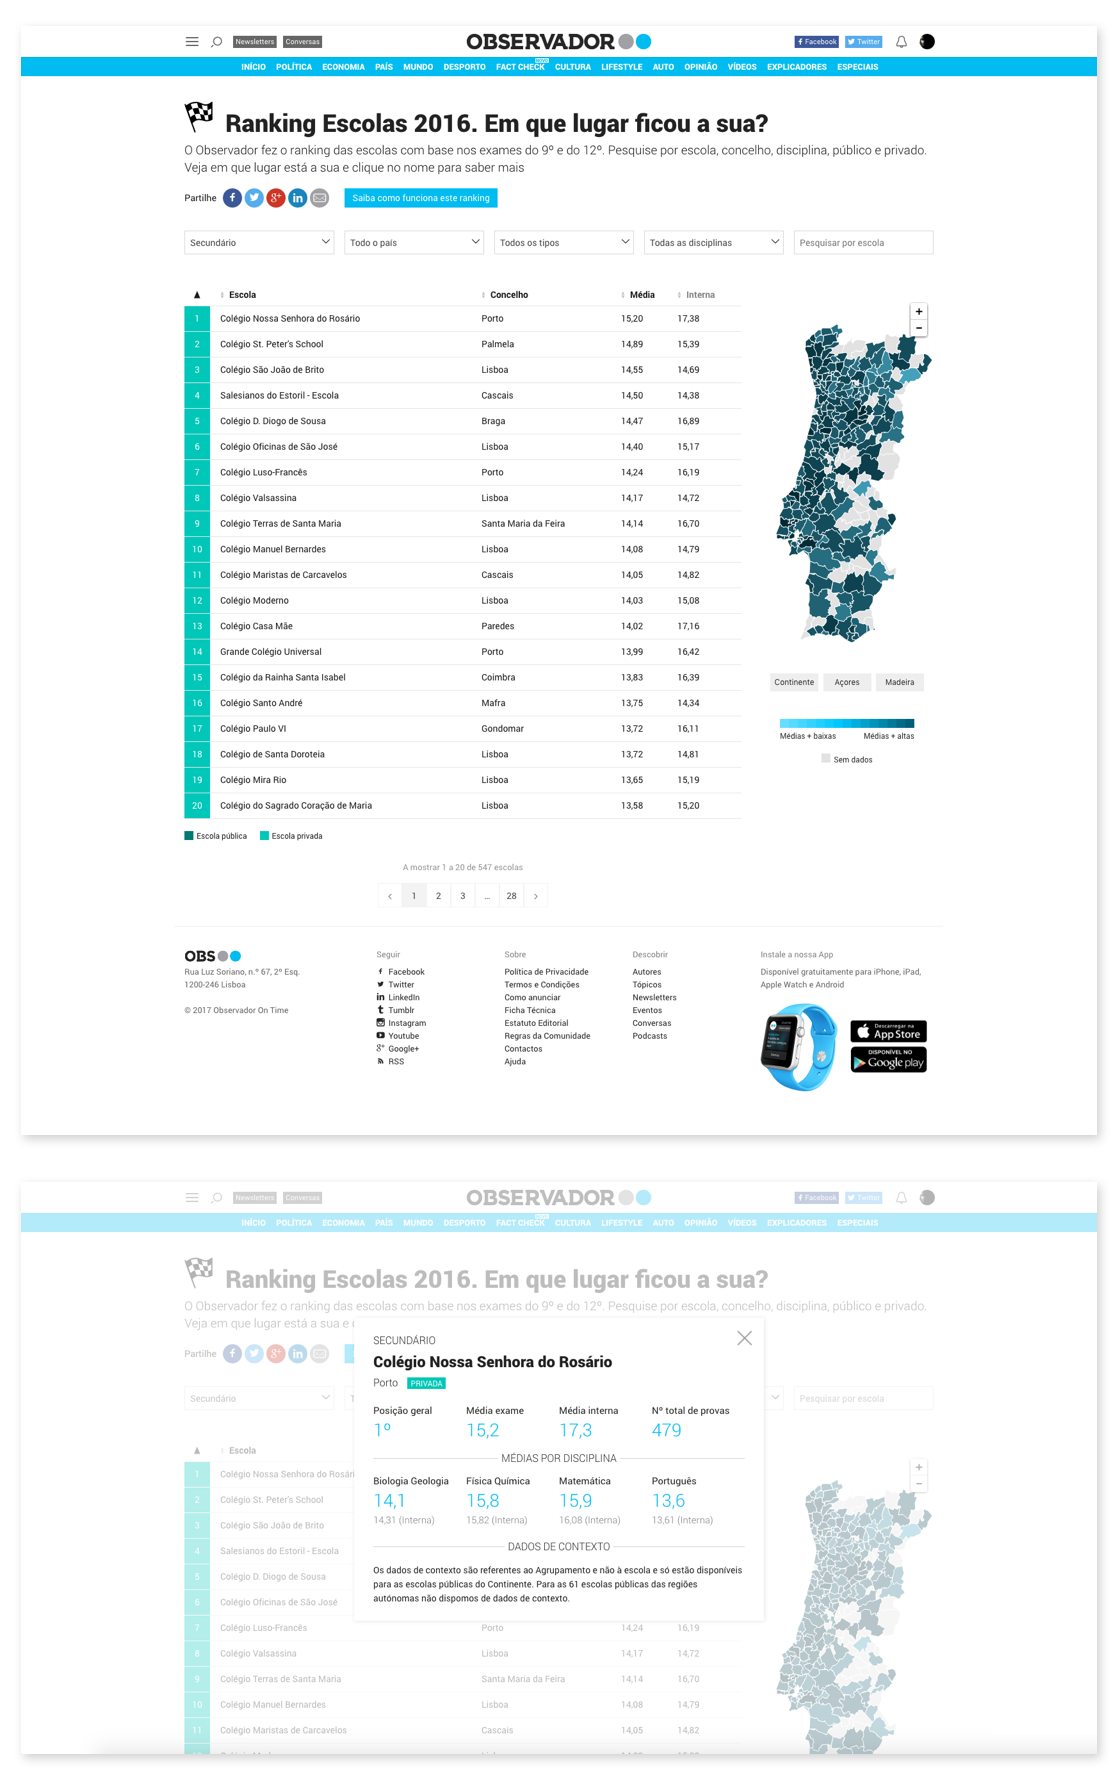 Newsletters Conversas OBSERVADOR Facebook Twitter
INÍCIO POLÍTICA ECONOMIA PAÍS MUNDO DESPORTO FACT CHECK NOVO CULTURA LIFESTYLE AUTO OPINIÃO VÍDEOS EXPLICADORES ESPECIAIS
Ranking Escolas 2016. Em que lugar ficou a sua?
O Observador fez o ranking das escolas com base nos exames do 9º e do 12º. Pesquise por escola, concelho, disciplina, público e privado.
Veja em que lugar está a sua e clique no nome para saber mais
Partilhe Saiba como funciona este ranking
Secundário Todo o país Todos os tipos Todas as disciplinas Pesquisar por escola
Escola Concelho Média Interna
1 Colégio Nossa Senhora do Rosário Porto 15,20 17,38
2 Colégio St. Peter's School Palmela 14,89 15,39
3 Colégio São João de Brito Lisboa 14,55 14,69
4 Salesianos do Estoril - Escola Cascais 14,50 14,38
5 Colégio D. Diogo de Sousa Braga 14,47 16,89
6 Colégio Oficinas de São José Lisboa 14,40 15,17
7 Colégio Luso-Francês Porto 14,24 16,19
8 Colégio Valsassina Lisboa 14,17 14,72
9 Colégio Terras de Santa Maria Santa Maria da Feira 14,14 16,70
10 Colégio Manuel Bernardes Lisboa 14,08 14,79
11 Colégio Maristas de Carcavelos Cascais 14,05 14,82
12 Colégio Moderno Lisboa 14,03 15,08
13 Colégio Casa Mãe Paredes 14,02 17,16
14 Grande Colégio Universal Porto 13,99 16,42
15 Colégio da Rainha Santa Isabel Coimbra 13,83 16,39
16 Colégio Santo André Mafra 13,75 14,34
17 Colégio Paulo VI Gondomar 13,72 16,11
18 Colégio de Santa Doroteia Lisboa 13,72 14,81
19 Colégio Mira Rio Lisboa 13,65 15,19
20 Colégio do Sagrado Coração de Maria Lisboa 13,58 15,20
+
−
Continente Açores Madeira
Médias + baixas Médias + altas
Sem dados
Escola pública Escola privada
A mostrar 1 a 20 de 547 escolas
‹ 1 2 3 ... 28 ›
OBS
Rua Luz Soriano, n.º 67, 2º Esq.
1200-246 Lisboa
© 2017 Observador On Time
Seguir
Facebook
Twitter
LinkedIn
Tumblr
Instagram
Youtube
Google+
RSS
Sobre
Política de Privacidade
Termos e Condições
Como anunciar
Ficha Técnica
Estatuto Editorial
Regras da Comunidade
Contactos
Ajuda
Descobrir
Autores
Tópicos
Newsletters
Eventos
Conversas
Podcasts
Instale a nossa App
Disponível gratuitamente para iPhone, iPad,
Apple Watch e Android
Descarregar na
App Store
DISPONÍVEL NO
Google play
Newsletters Conversas OBSERVADOR Facebook Twitter
INÍCIO POLÍTICA ECONOMIA PAÍS MUNDO DESPORTO FACT CHECK NOVO CULTURA LIFESTYLE AUTO OPINIÃO VÍDEOS EXPLICADORES ESPECIAIS
Ranking Escolas 2016. Em que lugar ficou a sua?
O Observador fez o ranking das escolas com base nos exames do 9º e do 12º. Pesquise por escola, concelho, disciplina, público e privado.
Veja em que lugar está a sua e
Partilhe
Secundário Pesquisar por escola
Escola
1 Colégio Nossa Senhora do Rosári
2 Colégio St. Peter's School
3 Colégio São João de Brito
4 Salesianos do Estoril - Escola
5 Colégio D. Diogo de Sousa
6 Colégio Oficinas de São José
7 Colégio Luso-Francês Porto 14,24 16,19
8 Colégio Valsassina Lisboa 14,17 14,72
9 Colégio Terras de Santa Maria Santa Maria da Feira 14,14 16,70
10 Colégio Manuel Bernardes Lisboa 14,08 14,79
11 Colégio Maristas de Carcavelos Cascais 14,05 14,82
+
−
SECUNDÁRIO
Colégio Nossa Senhora do Rosário
Porto PRIVADA
Posição geral Média exame Média interna Nº total de provas
1º 15,2 17,3 479
MÉDIAS POR DISCIPLINA
Biologia Geologia Física Química Matemática Português
14,1 15,8 15,9 13,6
14,31 (Interna) 15,82 (Interna) 16,08 (Interna) 13,61 (Interna)
DADOS DE CONTEXTO
Os dados de contexto são referentes ao Agrupamento e não à escola e só estão disponíveis
para as escolas públicas do Continente. Para as 61 escolas públicas das regiões
autónomas não dispomos de dados de contexto.